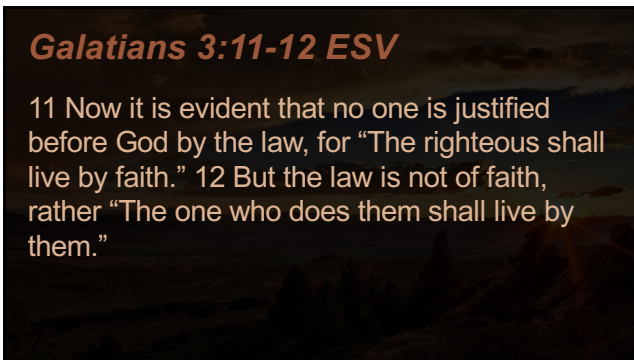 Galatians 3:11-12 ESV
11 Now it is evident that no one is justified
before God by the law, for “The righteous shall
live by faith.” 12 But the law is not of faith,
rather “The one who does them shall live by
them.”